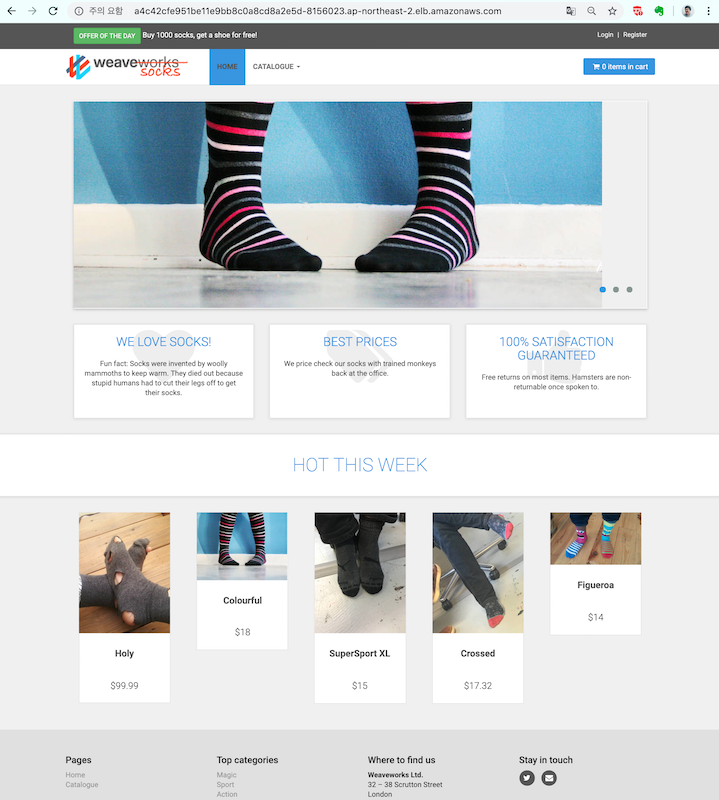 주의 요함 a4c42cfe951be11e9bb8c0a8cd8a2e5d-8156023.ap-northeast-2.elb.amazonaws.com
OFFER OF THE DAY Buy 1000 socks, get a shoe for free!
Login | Register
weaveworks
socks
HOME
CATALOGUE
0 items in cart
WE LOVE SOCKS!
Fun fact: Socks were invented by woolly
mammoths to keep warm. They died out because
stupid humans had to cut their legs off to get
their socks.
BEST PRICES
We price check our socks with trained monkeys
back at the office.
100% SATISFACTION
GUARANTEED
Free returns on most items. Hamsters are non-
returnable once spoken to.
HOT THIS WEEK
Holy
$99.99
Colourful
$18
SuperSport XL
$15
Crossed
$17.32
Figueroa
$14
Pages
Home
Catalogue
Top categories
Magic
Sport
Action
Where to find us
Weaveworks Ltd.
32 – 38 Scrutton Street
London
Stay in touch